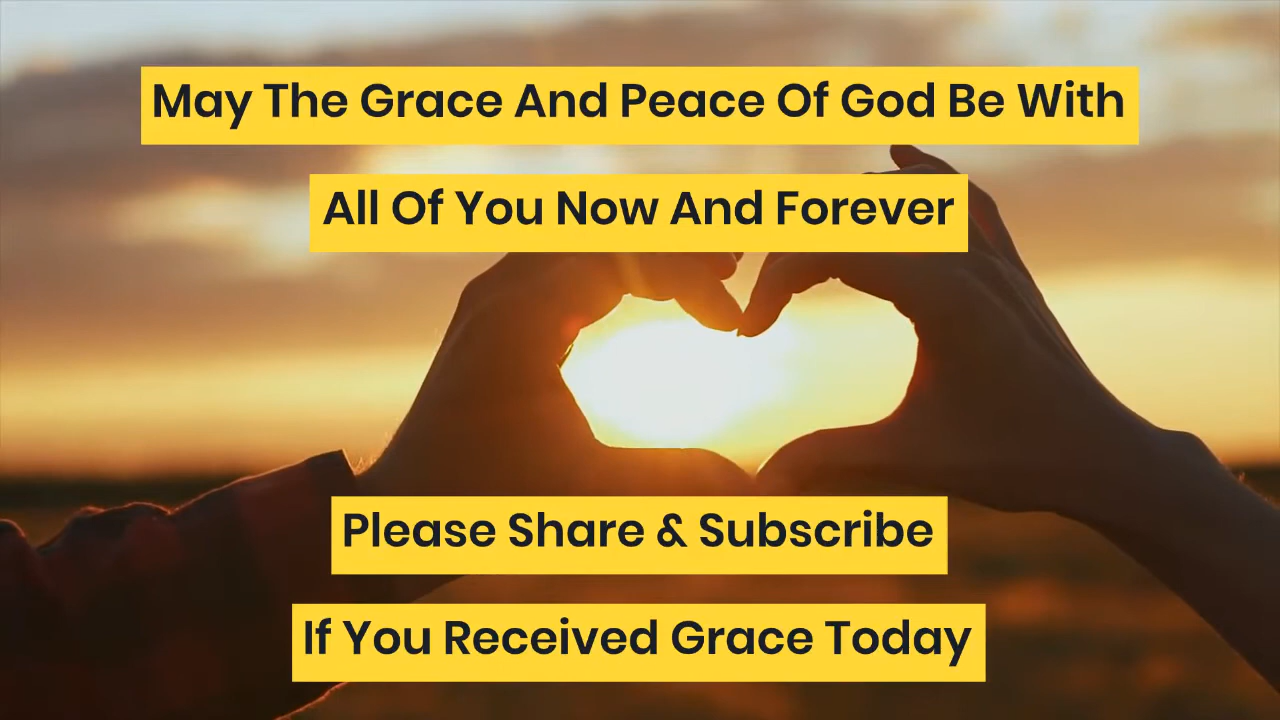 May The Grace And Peace Of God Be With
All Of You Now And Forever
Please Share & Subscribe
If You Received Grace Today